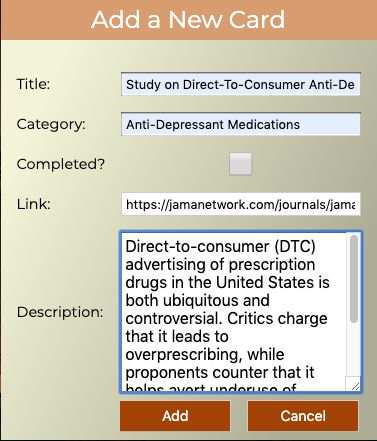 Add a New Card
Title:
Study on Direct-To-Consumer Anti-De
Category:
Anti-Depressant Medications
Completed?
Link:
https://jamanetwork.com/journals/jama
Description:
Direct-to-consumer (DTC)
advertising of prescription
drugs in the United States is
both ubiquitous and
controversial. Critics charge
that it leads to
overprescribing, while
proponents counter that it
helps avert underuse of
Add
Cancel